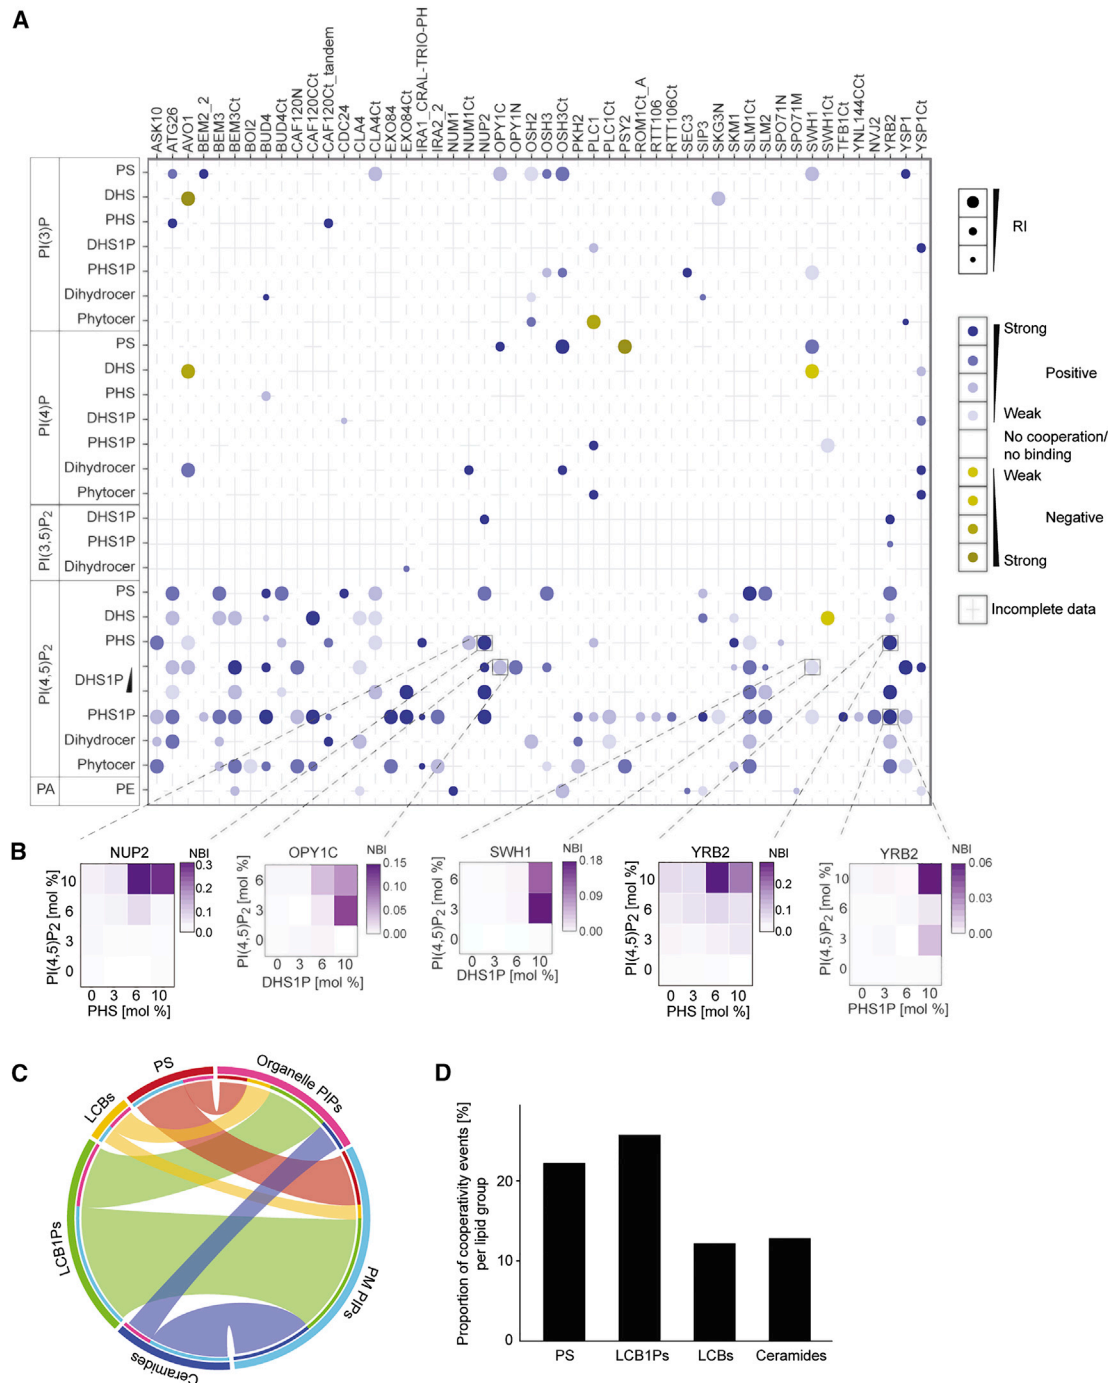 A
ASK10
ATG26
AVO1
BEM2_2
BEM3
BEM3Ct
BOI2
BUD4
BUD4Ct
CAF120N
CAF120CCt
CAF120Ct_tandem
CDC24
CLA4
CLA4Ct
EXO84
EXO84Ct
IRA1_CRAL-TRIO-PH
IRA2_2
NUM1
NUM1Ct
NUP2
OPY1C
OPY1N
OSH2
OSH3
OSH3Ct
PKH2
PLC1
PLC1Ct
PSY2
ROM1Ct_A
RTT106
RTT106Ct
SEC3
SIP3
SKG3N
SKM1
SLM1Ct
SLM2
SPO71N
SPO71M
SWH1
SWH1Ct
TFB1Ct
YNL144CCt
NVJ2
YRB2
YSP1
YSP1Ct
PI(3)P
PS
DHS
PHS
DHS1P
PHS1P
Dihydrocer
Phytocer
PI(4)P
PS
DHS
PHS
DHS1P
PHS1P
Dihydrocer
Phytocer
PI(3,5)P2
DHS1P
PHS1P
Dihydrocer
PI(4,5)P2
PS
DHS
PHS
DHS1P
PHS1P
Dihydrocer
Phytocer
PA
PE
RI
Strong
Positive
Weak
No cooperation/
no binding
Weak
Negative
Strong
Incomplete data
B
NUP2
NBI
0.3
0.2
0.1
0.0
PI(4,5)P2 [mol %]
10
6
3
0
0 3 6 10
PHS [mol %]
OPY1C
NBI
0.15
0.10
0.05
0.00
PI(4,5)P2 [mol %]
6
3
0
0 3 6 10
DHS1P [mol %]
SWH1
NBI
0.18
0.09
0.00
PI(4,5)P2 [mol %]
6
3
0
0 3 6 10
DHS1P [mol %]
YRB2
NBI
0.2
0.1
0.0
PI(4,5)P2 [mol %]
10
6
3
0
0 3 6 10
PHS [mol %]
YRB2
NBI
0.06
0.03
0.00
PI(4,5)P2 [mol %]
10
6
3
0
0 3 6 10
PHS1P [mol %]
C
PS
Organelle PIPs
LCBs
LCB1Ps
PM PIPs
Ceramides
D
Proportion of cooperativity events [%]
per lipid group
20
10
0
PS LCB1Ps LCBs Ceramides